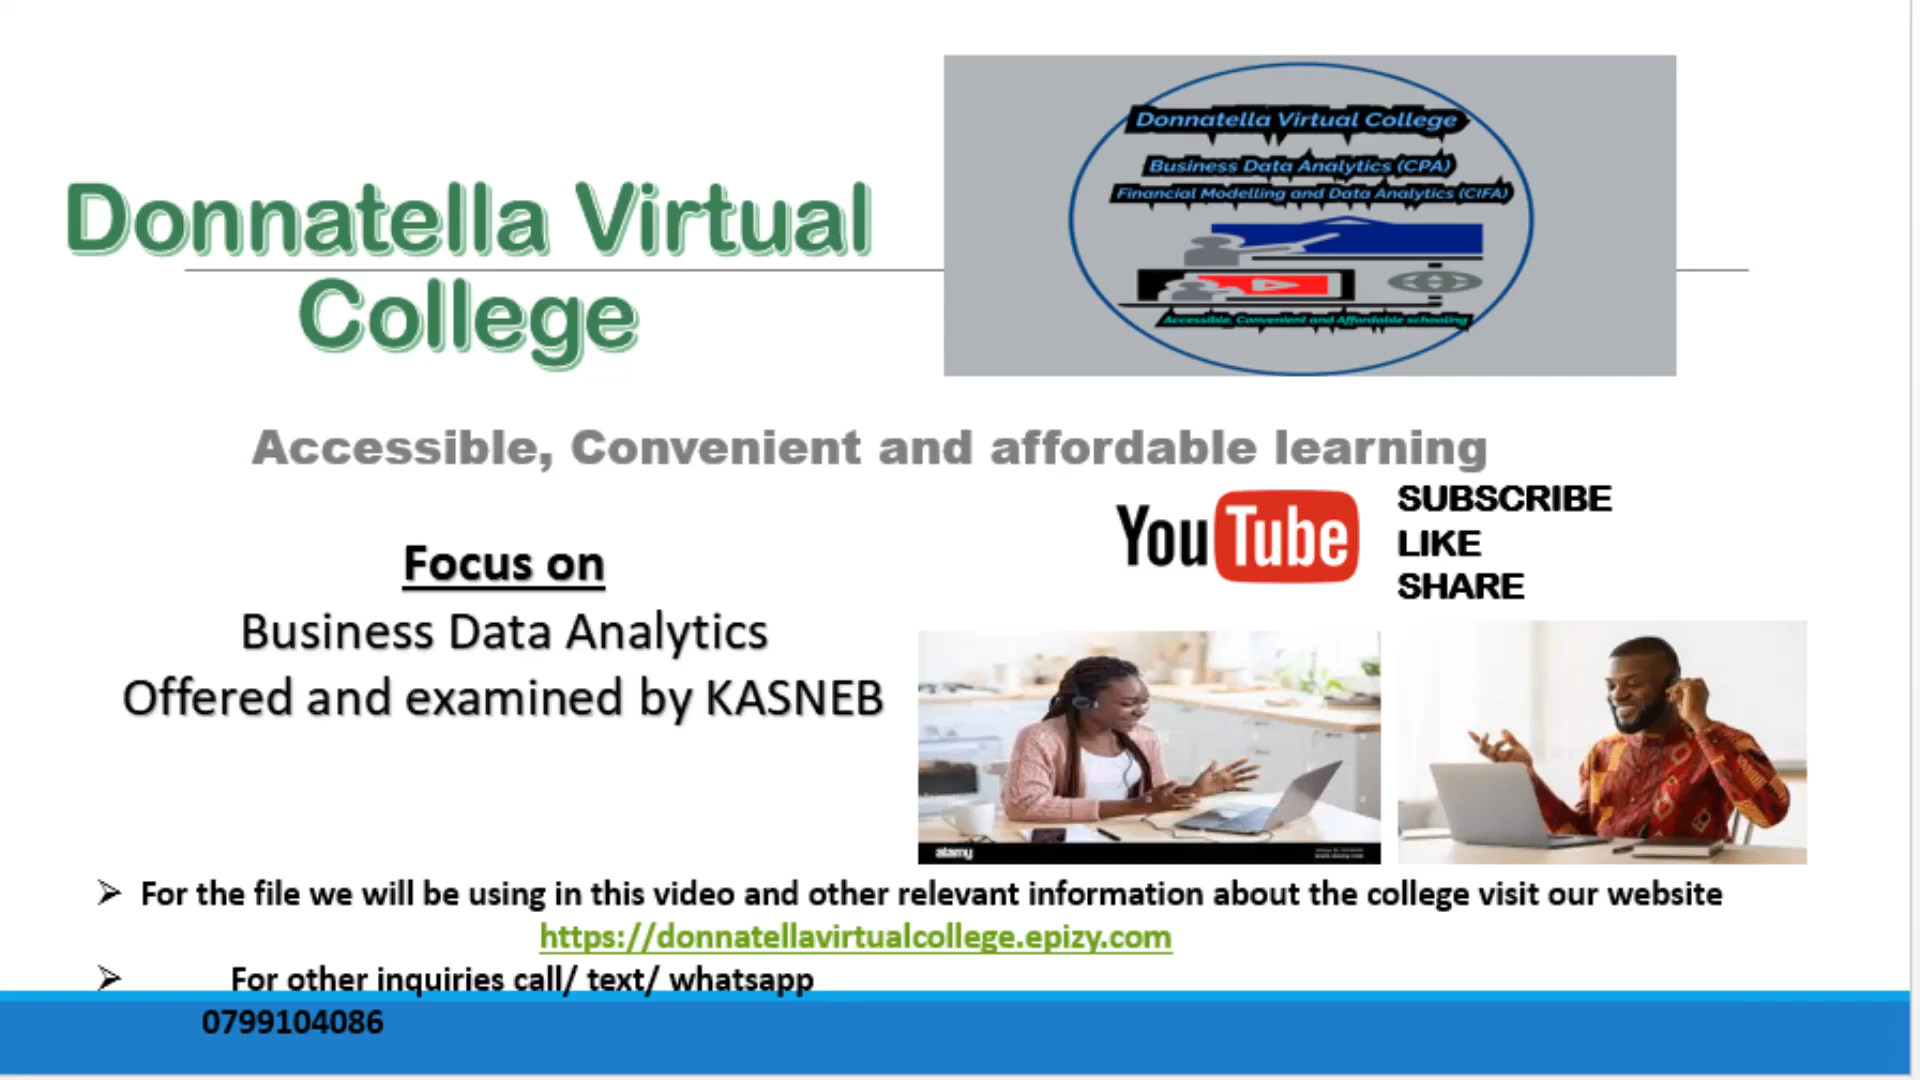 Donnatella Virtual
College
Donnatella Virtual College
Business Data Analytics (CPA)
Financial Modelling and Data Analytics (CIFA)
Accessible, Convenient and Affordable schooling
Accessible, Convenient and affordable learning
YouTube
SUBSCRIBE
LIKE
SHARE
Focus on
Business Data Analytics
Offered and examined by KASNEB
alamy
➢ For the file we will be using in this video and other relevant information about the college visit our website
https://donnatellavirtualcollege.epizy.com
➢ For other inquiries call/ text/ whatsapp
0799104086